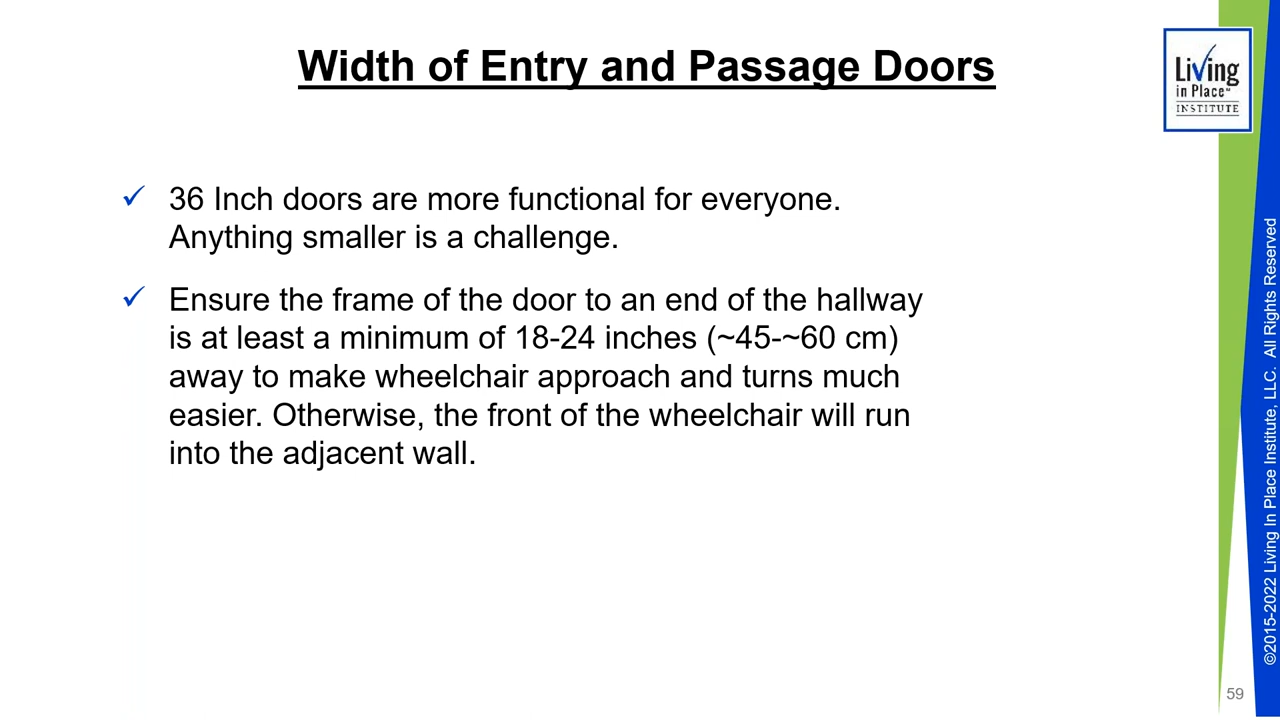 Width of Entry and Passage Doors
Living
in Place℠
INSTITUTE
✓ 36 Inch doors are more functional for everyone.
Anything smaller is a challenge.
✓ Ensure the frame of the door to an end of the hallway
is at least a minimum of 18-24 inches (~45-~60 cm)
away to make wheelchair approach and turns much
easier. Otherwise, the front of the wheelchair will run
into the adjacent wall.
©2015-2022 Living In Place Institute, LLC. All Rights Reserved
59